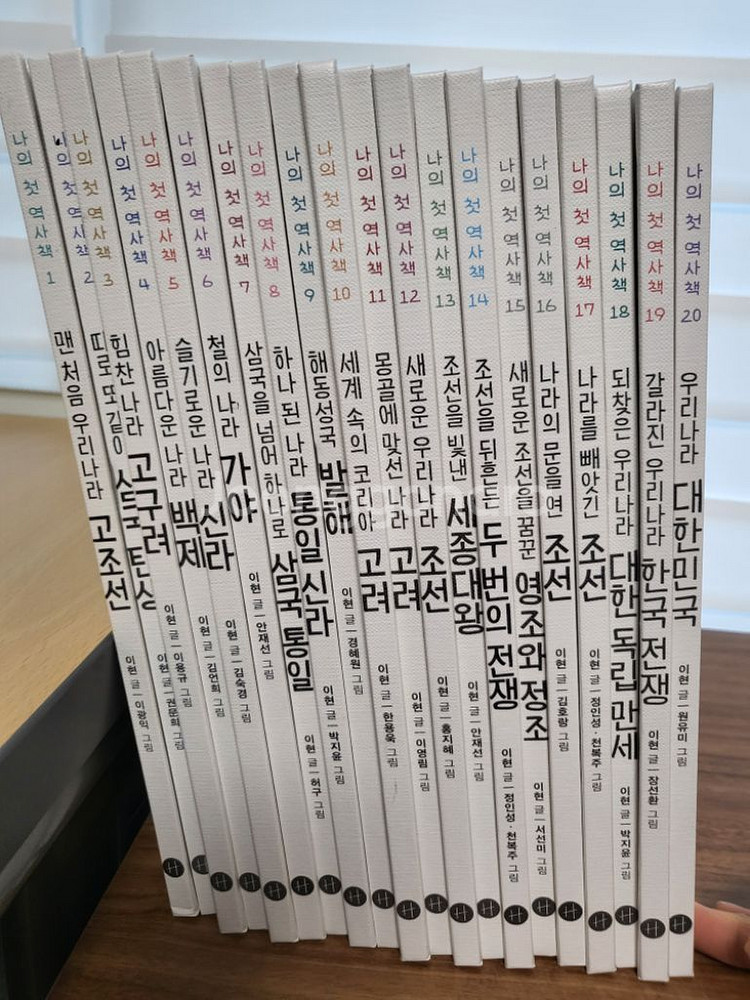 나의 첫 역사책 1 맨 처음 우리나라 고조선 이현 글 | 이광익 그림
나의 첫 역사책 2 따로 또 같이 삼국 탄생 이현 글 | 권문희 그림
나의 첫 역사책 3 힘찬 나라 고구려 이현 글 | 이용규 그림
나의 첫 역사책 4 아름다운 나라 백제 이현 글 | 김언희 그림
나의 첫 역사책 5 슬기로운 나라 신라 이현 글 | 김숙경 그림
나의 첫 역사책 6 철의 나라 가야 이현 글 | 안재선 그림
나의 첫 역사책 7 삼국을 넘어 하나로 삼국 통일 이현 글 | 허구 그림
나의 첫 역사책 8 하나 된 나라 통일 신라 이현 글 | 박지윤 그림
나의 첫 역사책 9 해동성국 발해 이현 글 | 경혜원 그림
나의 첫 역사책 10 세계 속의 코리아 고려 이현 글 | 한용욱 그림
나의 첫 역사책 11 몽골에 맞선 나라 고려 이현 글 | 이영림 그림
나의 첫 역사책 12 새로운 우리나라 조선 이현 글 | 홍지혜 그림
나의 첫 역사책 13 조선을 빛낸 세종대왕 이현 글 | 안재선 그림
나의 첫 역사책 14 조선을 뒤흔든 두 번의 전쟁 이현 글 | 정인성·천복주 그림
나의 첫 역사책 15 새로운 조선을 꿈꾼 영조와 정조 이현 글 | 서선미 그림
나의 첫 역사책 16 나라의 문을 연 조선 이현 글 | 김호랑 그림
나의 첫 역사책 17 나라를 빼앗긴 조선 이현 글 | 정인성·천복주 그림
나의 첫 역사책 18 되찾은 우리나라 대한 독립 만세 이현 글 | 박지윤 그림
나의 첫 역사책 19 갈라진 우리나라 한국 전쟁 이현 글 | 장선환 그림
나의 첫 역사책 20 우리나라 대한민국 이현 글 | 원유미 그림